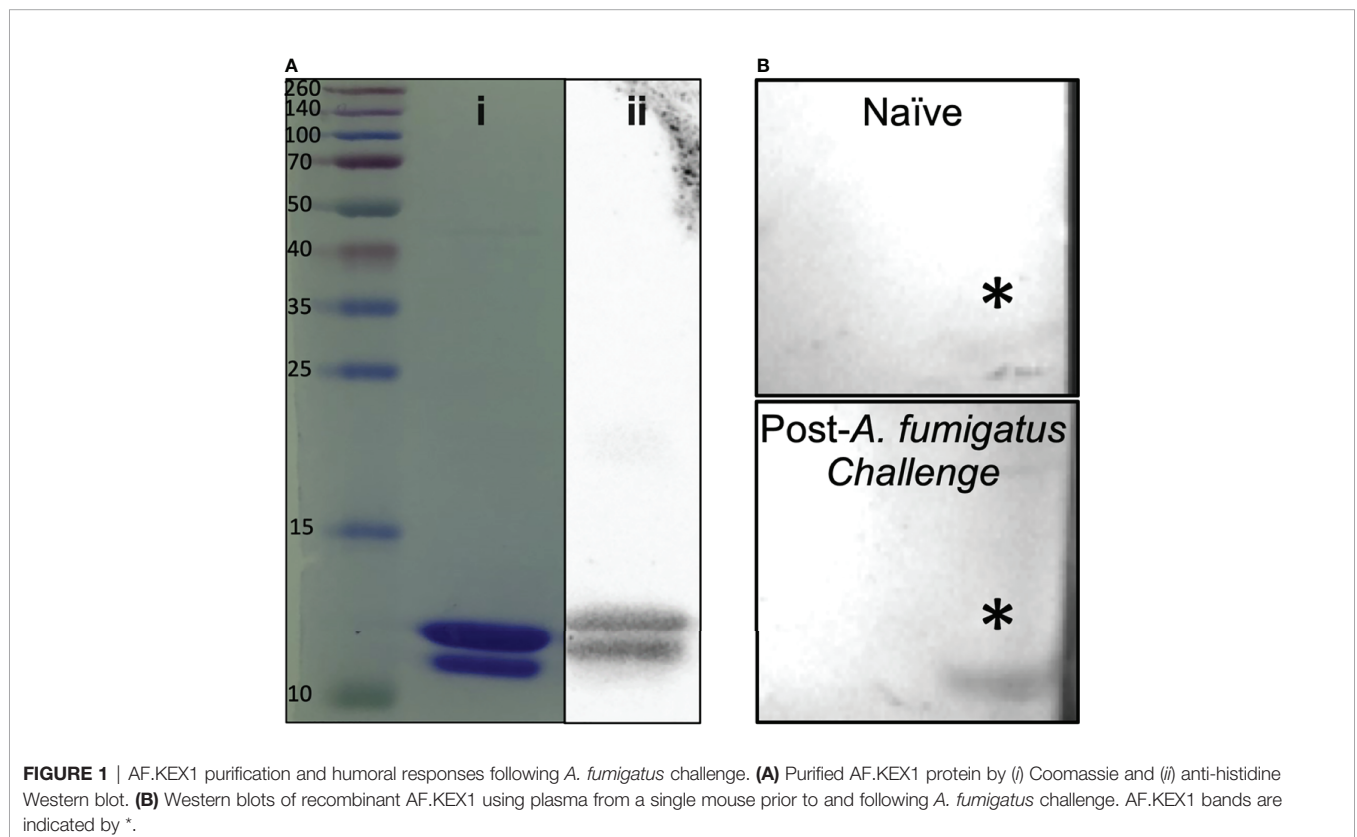 A
B
260
140
100
70
50
40
35
25
15
10
i
ii
Naïve
*
Post-A. fumigatus
Challenge
*
FIGURE 1 | AF.KEX1 purification and humoral responses following A. fumigatus challenge. (A) Purified AF.KEX1 protein by (i) Coomassie and (ii) anti-histidine
Western blot. (B) Western blots of recombinant AF.KEX1 using plasma from a single mouse prior to and following A. fumigatus challenge. AF.KEX1 bands are
indicated by *.